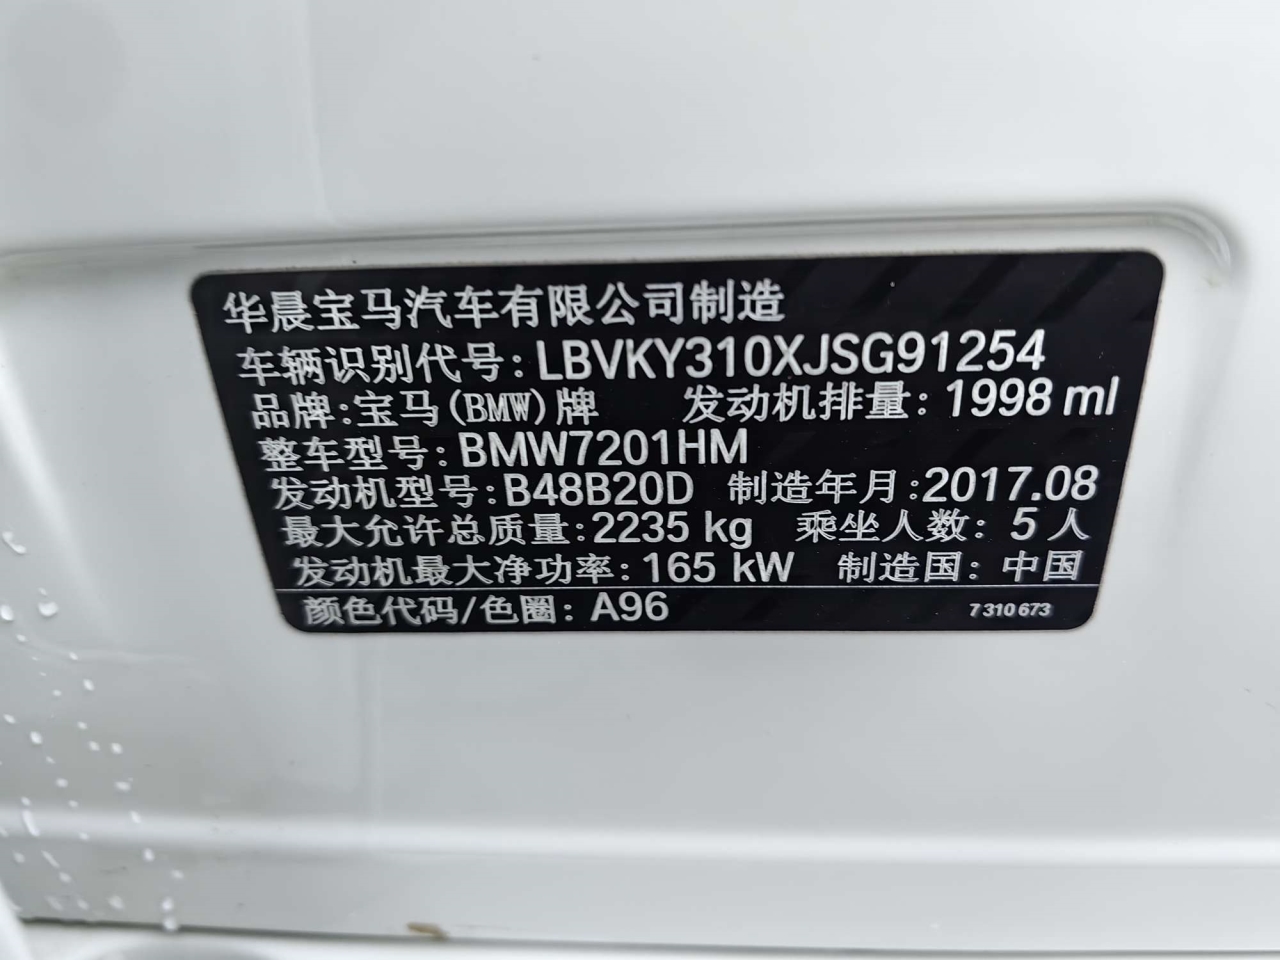 华晨宝马汽车有限公司制造
车辆识别代号:LBVKY310XJSG91254
品牌:宝马(BMW)牌 发动机排量: 1998 ml
整车型号:BMW7201HM
发动机型号:B48B20D 制造年月:2017.08
最大允许总质量:2235 kg 乘坐人数: 5 人
发动机最大净功率: 165 kW 制造国: 中国
颜色代码/色圈: A96 7 310 673